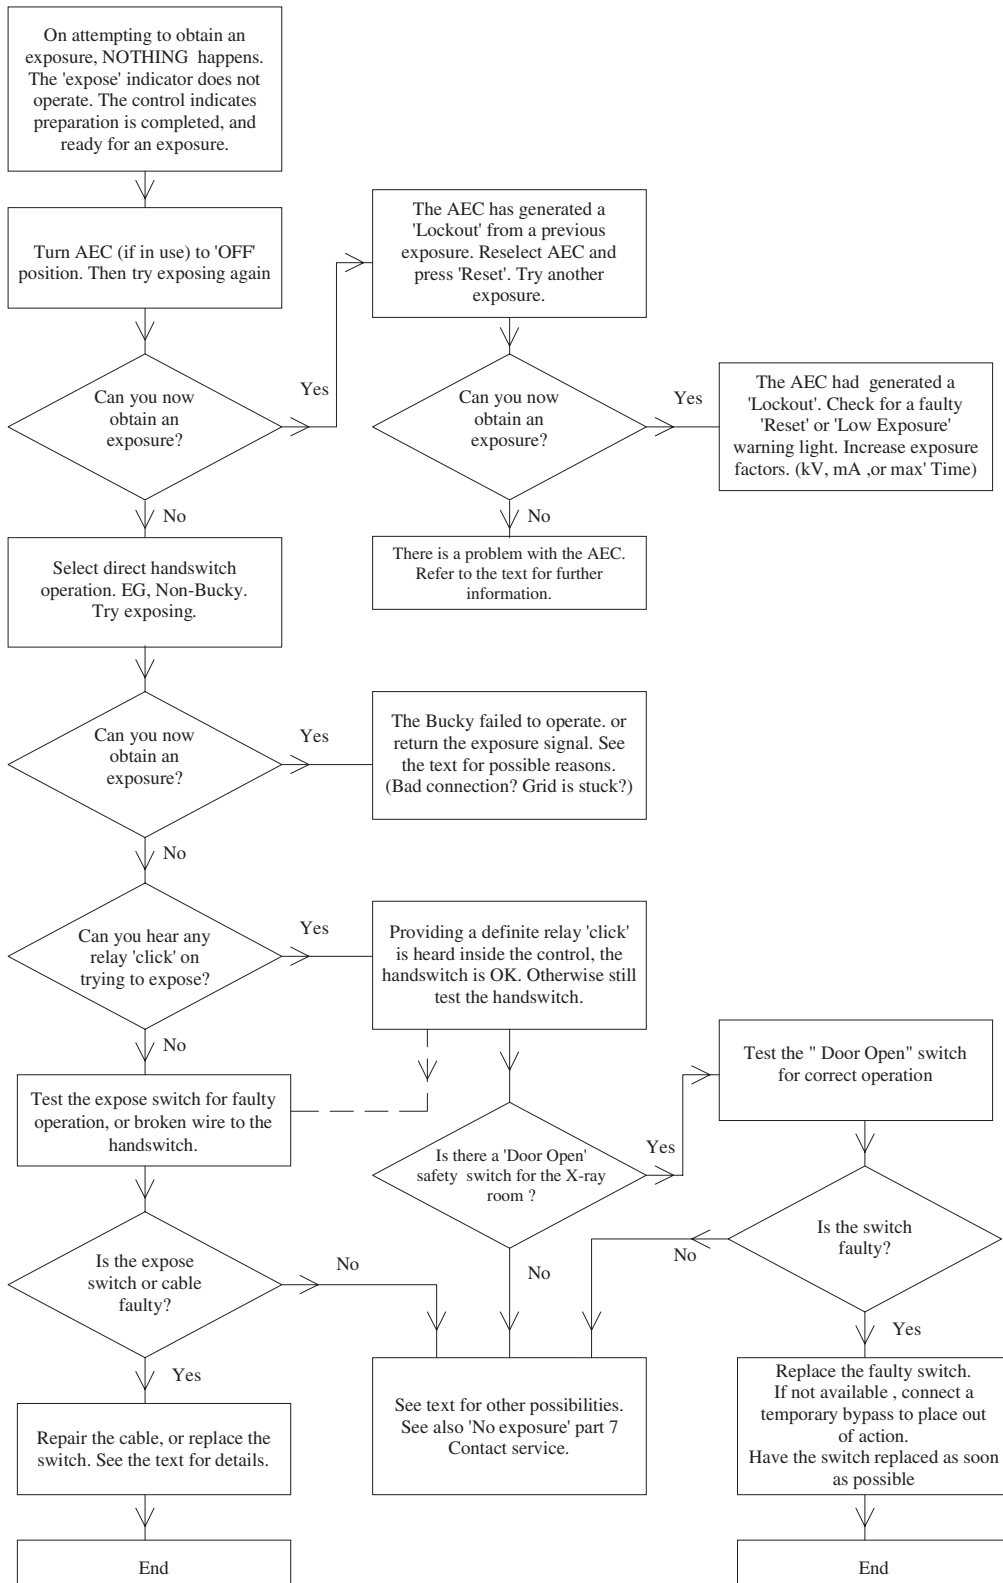 On attempting to obtain an
exposure, NOTHING happens.
The 'expose' indicator does not
operate. The control indicates
preparation is completed, and
ready for an exposure.
Turn AEC (if in use) to 'OFF'
position. Then try exposing again
Can you now
obtain an
exposure?
Yes
The AEC has generated a
'Lockout' from a previous
exposure. Reselect AEC and
press 'Reset'. Try another
exposure.
Can you now
obtain an
exposure?
Yes
The AEC had generated a
'Lockout'. Check for a faulty
'Reset' or 'Low Exposure'
warning light. Increase exposure
factors. (kV, mA ,or max' Time)
No
There is a problem with the AEC.
Refer to the text for further
information.
No
Select direct handswitch
operation. EG, Non-Bucky.
Try exposing.
Can you now
obtain an
exposure?
Yes
The Bucky failed to operate. or
return the exposure signal. See
the text for possible reasons.
(Bad connection? Grid is stuck?)
No
Can you hear any
relay 'click' on
trying to expose?
Yes
Providing a definite relay 'click'
is heard inside the control, the
handswitch is OK. Otherwise still
test the handswitch.
No
Test the expose switch for faulty
operation, or broken wire to the
handswitch.
Is there a 'Door Open'
safety switch for the X-ray
room ?
Yes
Test the " Door Open" switch
for correct operation
Is the switch
faulty?
No
Yes
Replace the faulty switch.
If not available , connect a
temporary bypass to place out
of action.
Have the switch replaced as soon
as possible
End
No
Is the expose
switch or cable
faulty?
No
See text for other possibilities.
See also 'No exposure' part 7
Contact service.
Yes
Repair the cable, or replace the
switch. See the text for details.
End